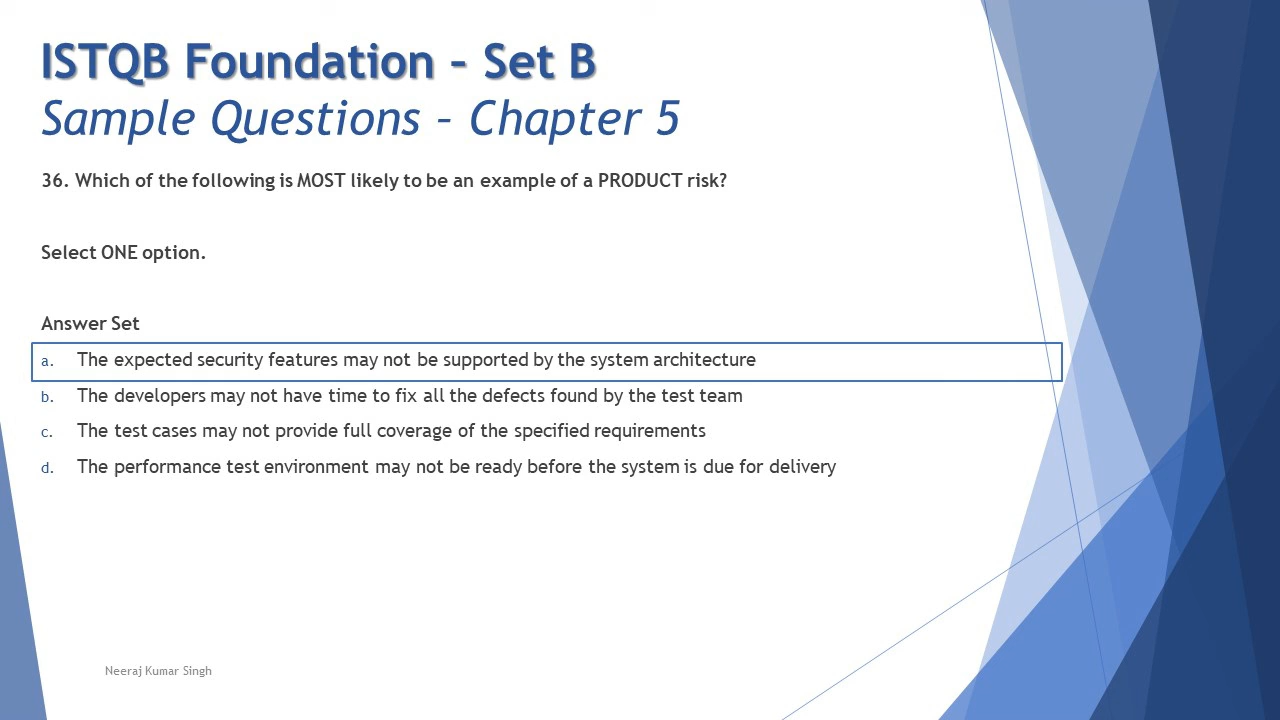 ISTQB Foundation – Set B
Sample Questions – Chapter 5
36. Which of the following is MOST likely to be an example of a PRODUCT risk?
Select ONE option.
Answer Set
a. The expected security features may not be supported by the system architecture
b. The developers may not have time to fix all the defects found by the test team
c. The test cases may not provide full coverage of the specified requirements
d. The performance test environment may not be ready before the system is due for delivery
Neeraj Kumar Singh